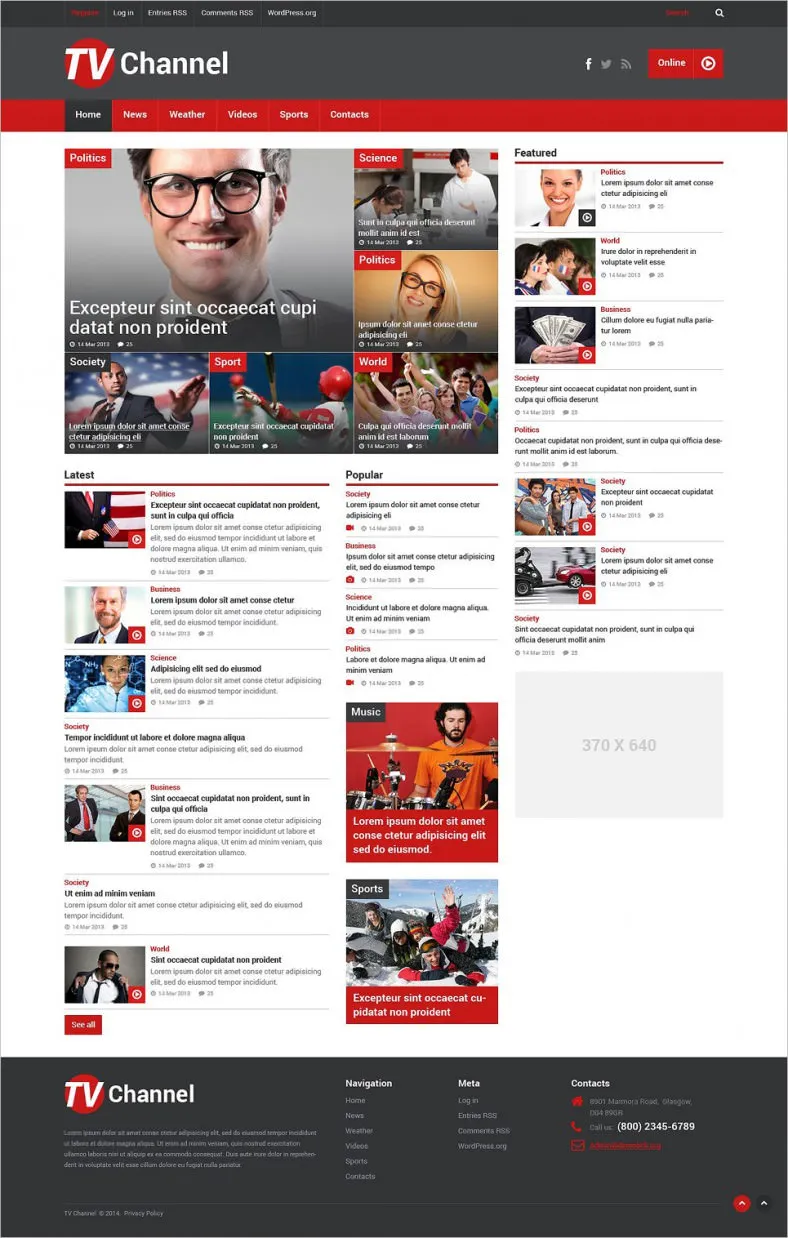 Register Log in Entries RSS Comments RSS WordPress.org Search
TV Channel
Online
Home News Weather Videos Sports Contacts
Politics
Excepteur sint occaecat cupi
datat non proident
14 Mar 2013 25
Science
Sunt in culpa qui officia deserunt
mollit anim id est
14 Mar 2013 25
Politics
Ipsum dolor sit amet conse ctetur
adipisicing eli
14 Mar 2013 25
Society
Lorem ipsum dolor sit amet conse
ctetur adipisicing eli
14 Mar 2013 25
Sport
Excepteur sint occaecat cupidatat
non proident
14 Mar 2013 25
World
Culpa qui officia deserunt mollit
anim id est laborum
14 Mar 2013 25
Latest
Politics
Excepteur sint occaecat cupidatat non proident,
sunt in culpa qui officia
Lorem ipsum dolor sit amet conse ctetur adipisicing
elit, sed do eiusmod tempor incididunt ut labore et
dolore magna aliqua. Ut enim ad minim veniam, quis
nostrud exercitation ullamco.
14 Mar 2013 25
Business
Lorem ipsum dolor sit amet conse ctetur
Lorem ipsum dolor sit amet conse ctetur adipisicing
elit, sed do eiusmod tempor incididunt.
14 Mar 2013 25
Science
Adipisicing elit sed do eiusmod
Lorem ipsum dolor sit amet conse ctetur adipisicing
elit, sed do eiusmod tempor incididunt.
14 Mar 2013 25
Society
Tempor incididunt ut labore et dolore magna aliqua
Lorem ipsum dolor sit amet conse ctetur adipisicing elit, sed do eiusmod
tempor incididunt.
14 Mar 2013 25
Business
Sint occaecat cupidatat non proident, sunt in
culpa qui officia
Lorem ipsum dolor sit amet conse ctetur adipisicing
elit, sed do eiusmod tempor incididunt ut labore et
dolore magna aliqua. Ut enim ad minim veniam, quis
nostrud exercitation ullamco.
14 Mar 2013 25
Society
Ut enim ad minim veniam
Lorem ipsum dolor sit amet conse ctetur adipisicing elit, sed do eiusmod
tempor incididunt.
14 Mar 2013 25
World
Sint occaecat cupidatat non proident
Lorem ipsum dolor sit amet conse ctetur adipisicing
elit, sed do eiusmod tempor incididunt.
14 Mar 2013 25
See all
Popular
Society
Lorem ipsum dolor sit amet conse ctetur
adipisicing eli
14 Mar 2013 25
Business
Ipsum dolor sit amet conse ctetur adipisicing
elit, sed do eiusmod tempo
14 Mar 2013 25
Science
Incididunt ut labore et dolore magna aliqua.
Ut enim ad minim veniam
14 Mar 2013 25
Politics
Labore et dolore magna aliqua. Ut enim ad
minim veniam
14 Mar 2013 25
Music
Lorem ipsum dolor sit amet
conse ctetur adipisicing elit
sed do eiusmod.
Sports
Excepteur sint occaecat cu-
pidatat non proident
Featured
Politics
Lorem ipsum dolor sit amet conse
ctetur adipisicing eli
14 Mar 2013 25
World
Irure dolor in reprehenderit in
voluptate velit esse
14 Mar 2013 25
Business
Cillum dolore eu fugiat nulla paria-
tur lorem
14 Mar 2013 25
Society
Excepteur sint occaecat cupidatat non proident, sunt in
culpa qui officia deserunt
14 Mar 2013 25
Politics
Occaecat cupidatat non proident, sunt in culpa qui officia dese-
runt mollit anim id est laborum.
14 Mar 2013 25
Society
Excepteur sint occaecat cupidatat
non proident
14 Mar 2013 25
Society
Lorem ipsum dolor sit amet conse
ctetur adipisicing eli
14 Mar 2013 25
Society
Sint occaecat cupidatat non proident, sunt in culpa qui
officia deserunt mollit anim
14 Mar 2013 25
370 X 640
TV Channel
Lorem ipsum dolor sit amet conse ctetur adipisicing elit, sed do eiusmod tempor incididunt
ut labore et dolore magna aliqua. Ut enim ad minim veniam, quis nostrud exercitation
ullamco laboris nisi ut aliquip ex ea commodo consequat. Duis aute irure dolor in reprehen-
derit in voluptate velit esse cillum dolore eu fugiat nulla pariatur
Navigation
Home
News
Weather
Videos
Sports
Contacts
Meta
Log in
Entries RSS
Comments RSS
WordPress.org
Contacts
8901 Marmora Road, Glasgow,
D04 89GR
Call us: (800) 2345-6789
TV Channel © 2014. Privacy Policy